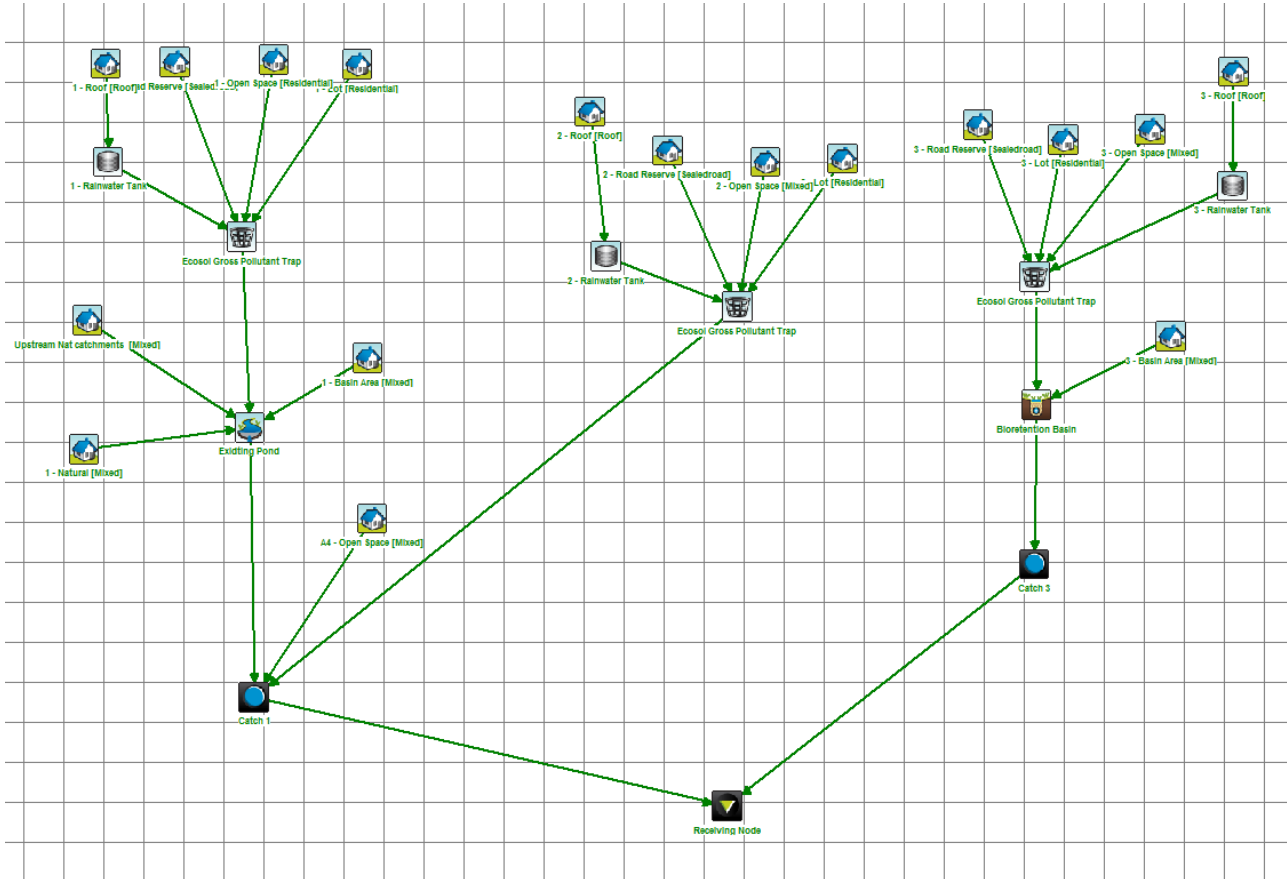 1 - Roof [Roof]
ad Reserve [Sealedroad]
1 - Open Space [Residential]
Lot [Residential]
1 - Rainwater Tank
Ecosol Gross Pollutant Trap
2 - Roof [Roof]
2 - Road Reserve [Sealedroad]
2 - Open Space [Mixed]
Lot [Residential]
2 - Rainwater Tank
Ecosol Gross Pollutant Trap
3 - Roof [Roof]
3 - Road Reserve [Sealedroad]
3 - Lot [Residential]
3 - Open Space [Mixed]
3 - Rainwater Tank
Ecosol Gross Pollutant Trap
Upstream Nat catchments [Mixed]
1 - Basin Area [Mixed]
3 - Basin Area [Mixed]
Exidting Pond
Bioretention Basin
1 - Natural [Mixed]
A4 - Open Space [Mixed]
Catch 3
Catch 1
Receiving Node